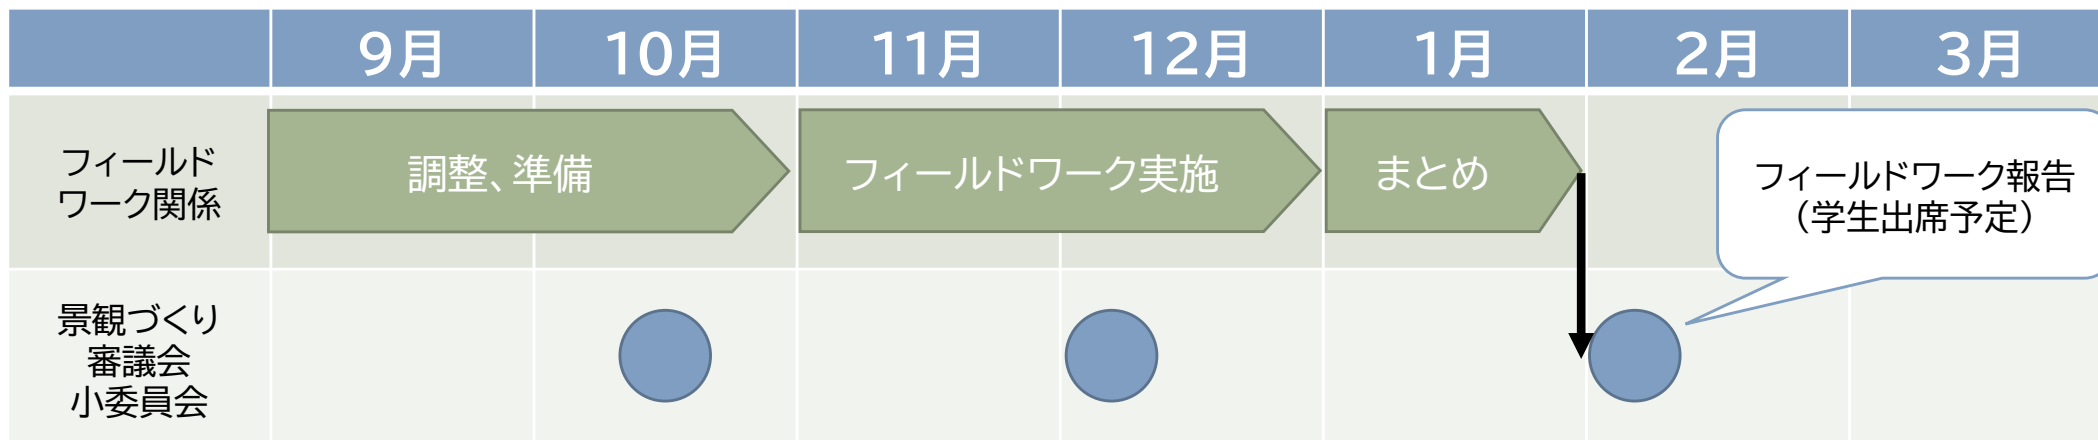 9月 10月 11月 12月 1月 2月 3月
フィールド
ワーク関係
調整、準備
フィールドワーク実施
まとめ
フィールドワーク報告
（学生出席予定）
景観づくり
審議会
小委員会